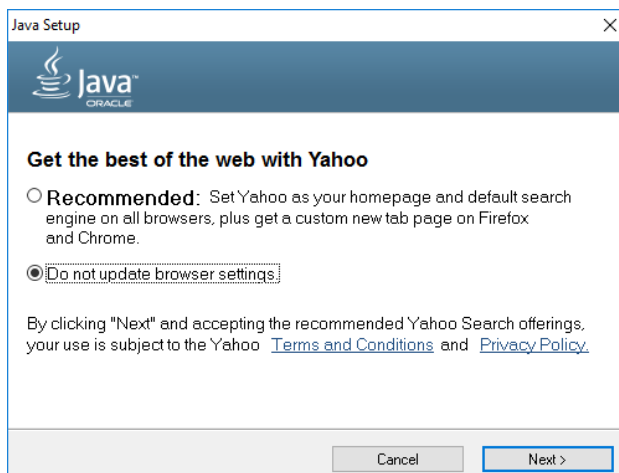 Java Setup
Java™
ORACLE
Get the best of the web with Yahoo
Recommended: Set Yahoo as your homepage and default search
engine on all browsers, plus get a custom new tab page on Firefox
and Chrome.
Do not update browser settings.
By clicking "Next" and accepting the recommended Yahoo Search offerings,
your use is subject to the Yahoo Terms and Conditions and Privacy Policy.
Cancel Next >